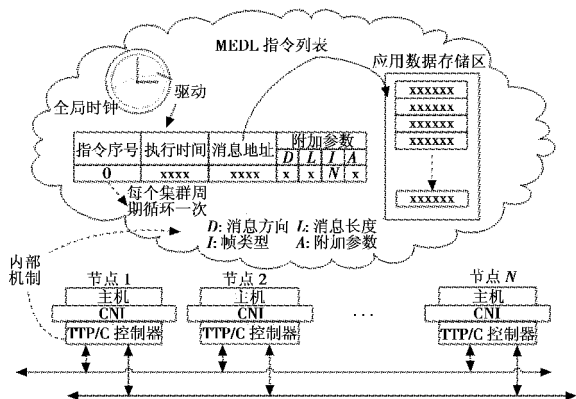 MEDL 指令列表
应用数据存储区
全局时钟
驱动
指令序号 执行时间 消息地址 附加参数
D L I A
0 xxxx xxxx x x N x
xxxxxx
xxxxxx
xxxxxx
xxxxxx
xxxxxx
每个集群周
期循环一次
D: 消息方向 L: 消息长度
I: 帧类型 A: 附加参数
内部
机制
节点 1 节点 2 节点 N
主机 主机 主机
CNI CNI ... CNI
TTP/C 控制器 TTP/C 控制器 TTP/C 控制器